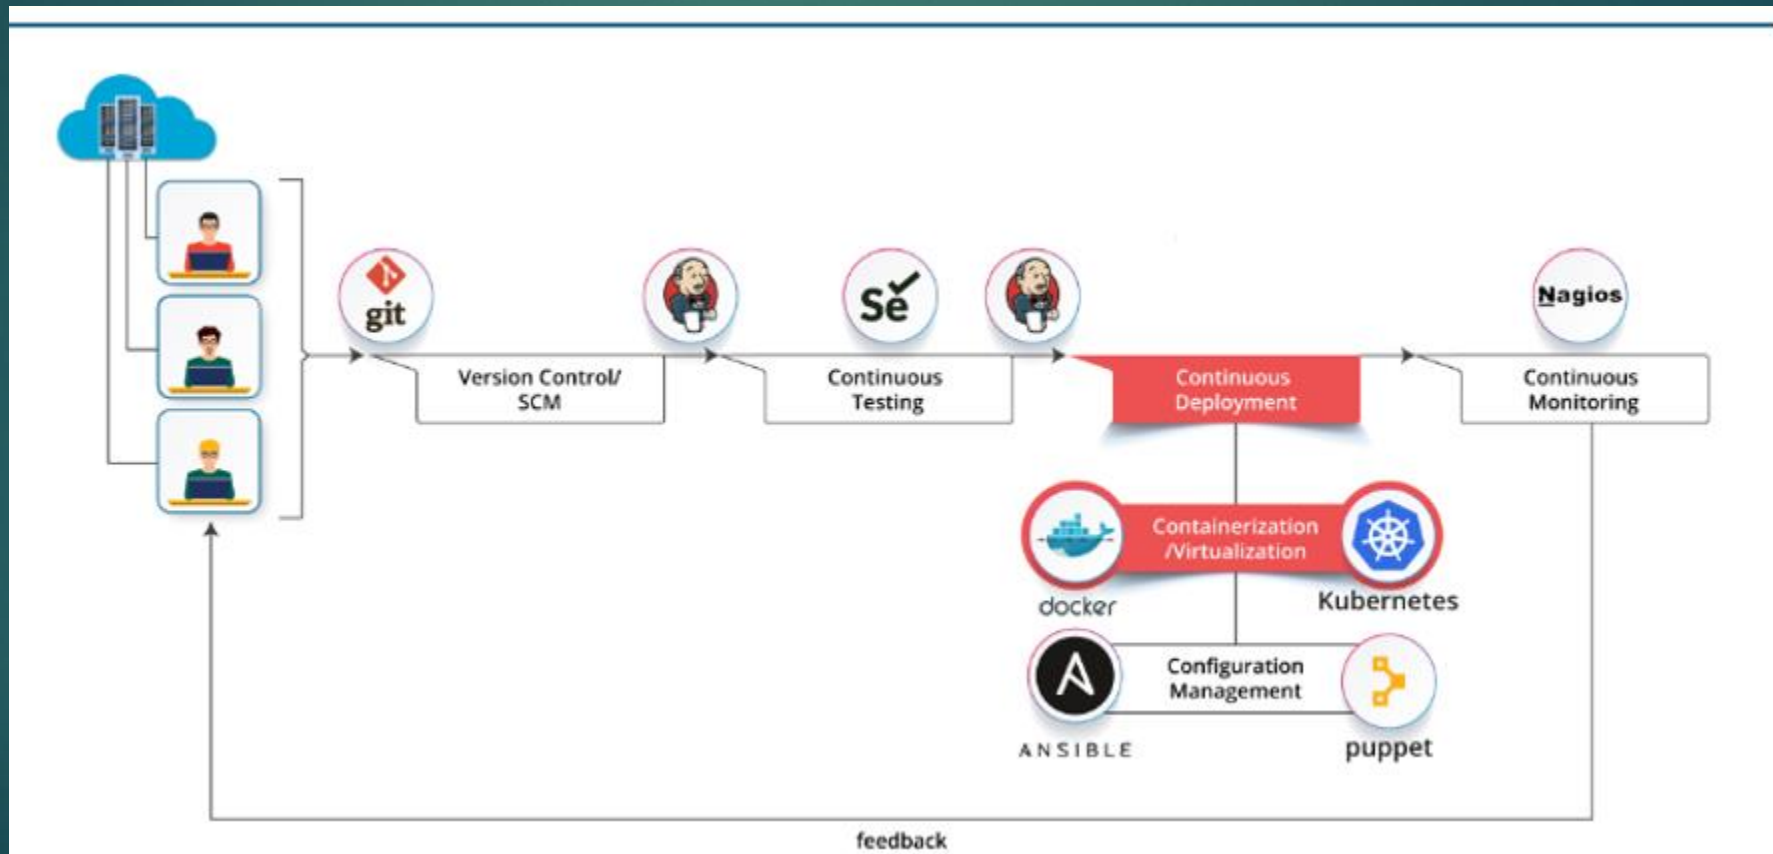 git
Se
Nagios
Version Control/
SCM
Continuous
Testing
Continuous
Deployment
Continuous
Monitoring
Containerization
/Virtualization
docker
Kubernetes
Configuration
Management
ANSIBLE
puppet
feedback